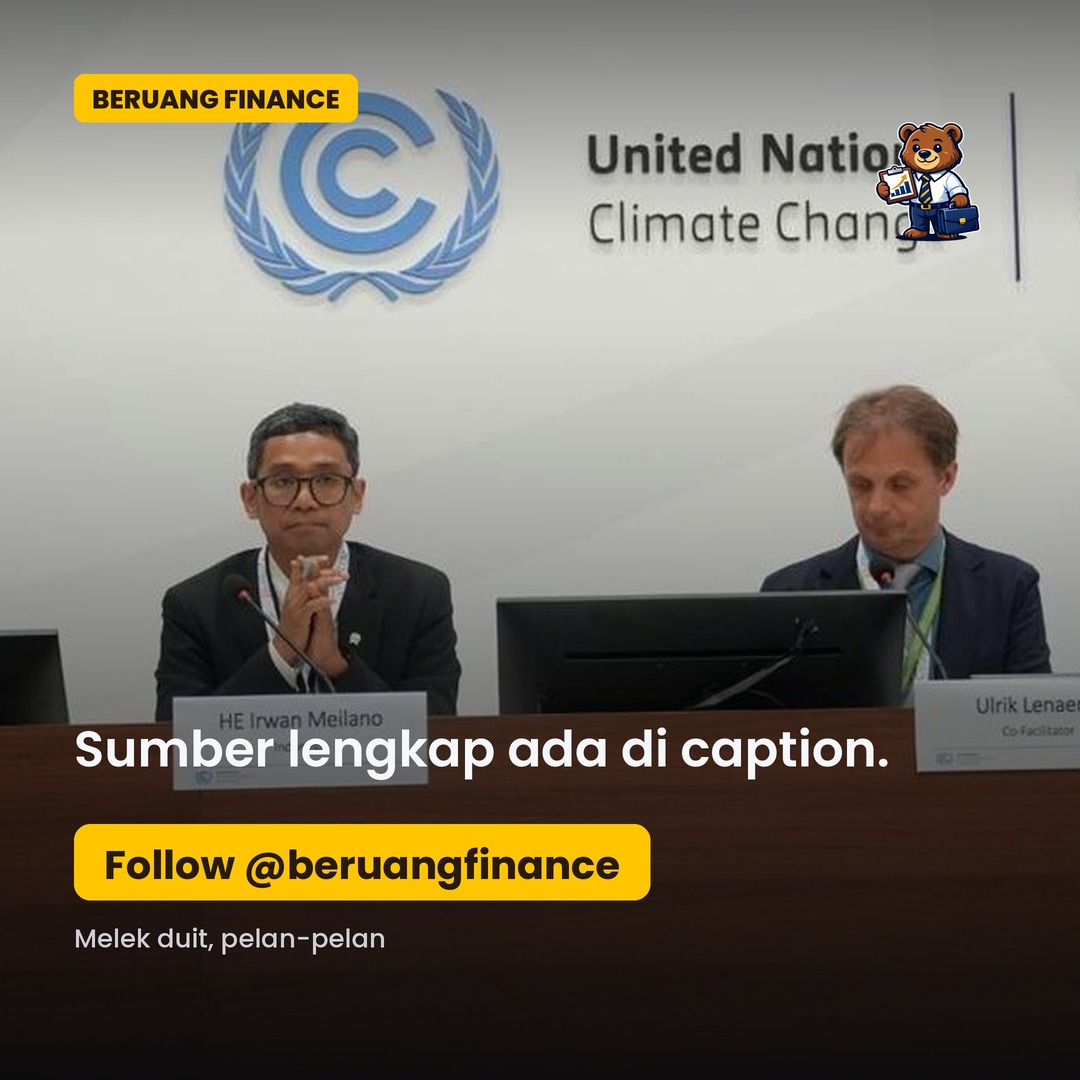 BERUANG FINANCE
United Natio
Climate Chang
HE Irwan Meilano
Ulrik Lenae
Co-Facilitator
Sumber lengkap ada di caption.
Follow @beruangfinance
Melek duit, pelan-pelan